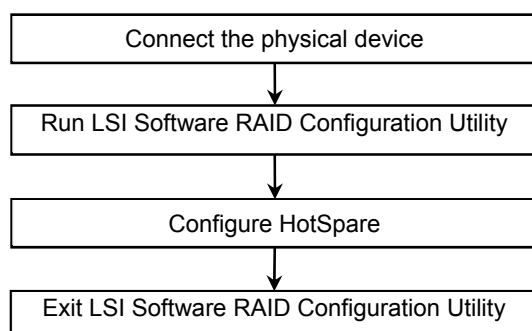 Connect the physical device
Run LSI Software RAID Configuration Utility
Configure HotSpare
Exit LSI Software RAID Configuration Utility